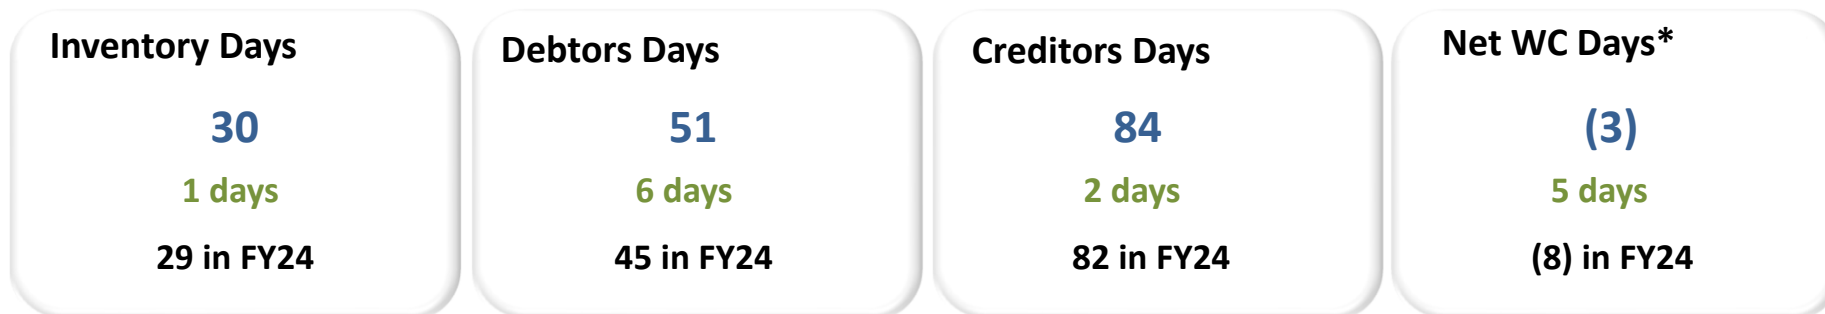 Inventory Days
30
1 days
29 in FY24
Debtors Days
51
6 days
45 in FY24
Creditors Days
84
2 days
82 in FY24
Net WC Days*
(3)
5 days
(8) in FY24